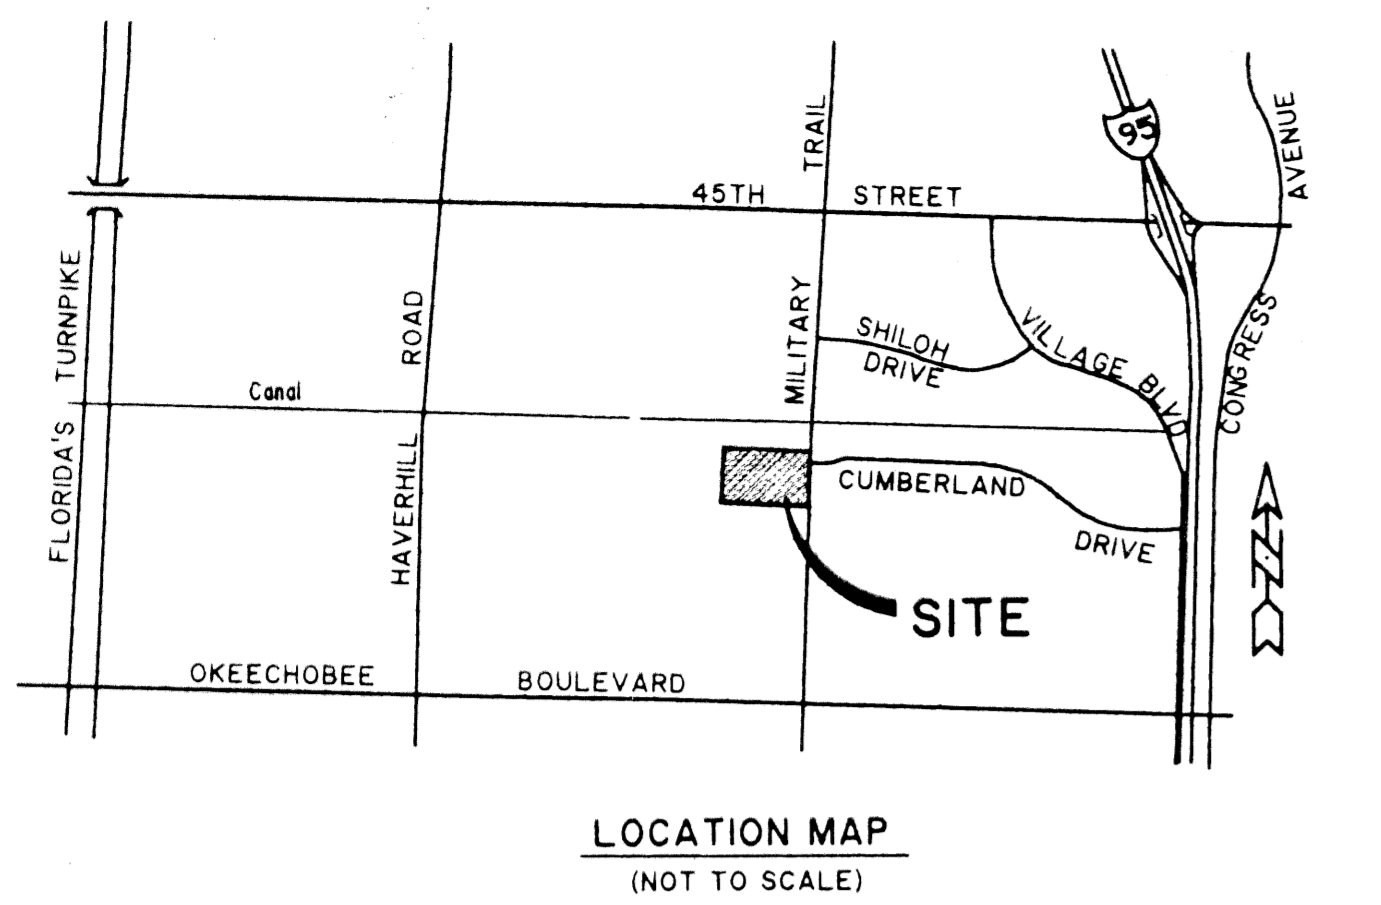 95
AVENUE
TRAIL
45TH STREET
FLORIDA'S TURNPIKE
HAVERHILL ROAD
MILITARY
SHILOH
DRIVE
VILLAGE BLVD
CONGRESS
Canal
CUMBERLAND
DRIVE
N
SITE
OKEECHOBEE BOULEVARD
LOCATION MAP
(NOT TO SCALE)